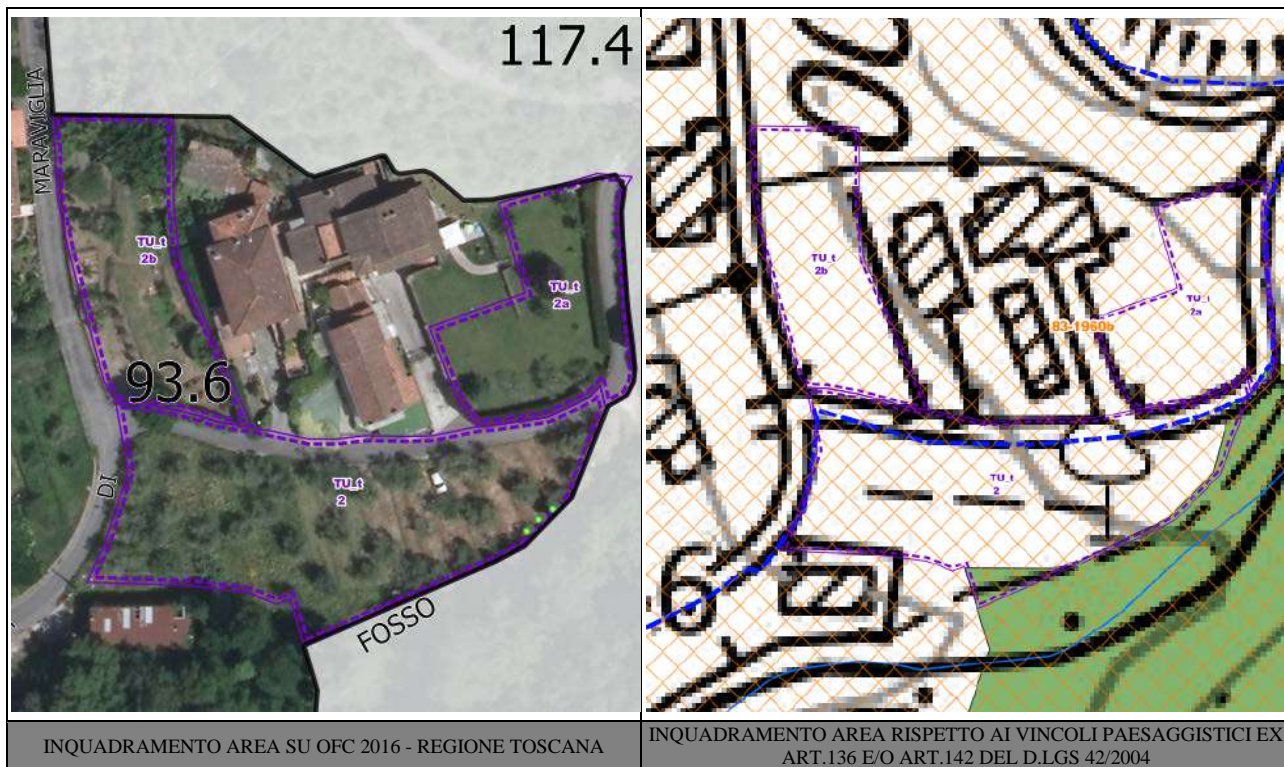 117.4
MARAVIGLIA
TU_t
2b
TU_t
2a
93.6
DI
TU_t
2
FOSSO
TU_t
2b
TU_t
2a
83-1960b
TU_t
2
6
INQUADRAMENTO AREA SU OFC 2016 - REGIONE TOSCANA
INQUADRAMENTO AREA RISPETTO AI VINCOLI PAESAGGISTICI EX
ART.136 E/O ART.142 DEL D.LGS 42/2004